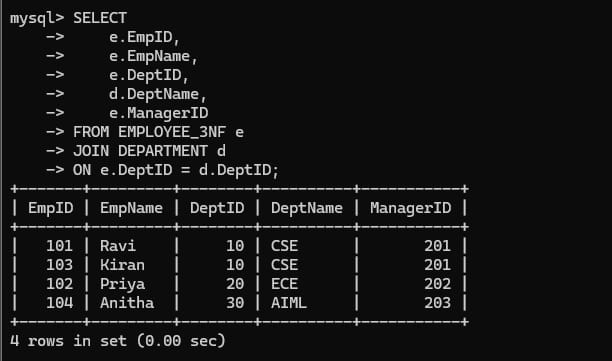 mysql> SELECT
    ->     e.EmpID,
    ->     e.EmpName,
    ->     e.DeptID,
    ->     d.DeptName,
    ->     e.ManagerID
    -> FROM EMPLOYEE_3NF e
    -> JOIN DEPARTMENT d
    -> ON e.DeptID = d.DeptID;
+-------+---------+--------+----------+-----------+
| EmpID | EmpName | DeptID | DeptName | ManagerID |
+-------+---------+--------+----------+-----------+
|   101 | Ravi    |     10 | CSE      |       201 |
|   103 | Kiran   |     10 | CSE      |       201 |
|   102 | Priya   |     20 | ECE      |       202 |
|   104 | Anitha  |     30 | AIML     |       203 |
+-------+---------+--------+----------+-----------+
4 rows in set (0.00 sec)